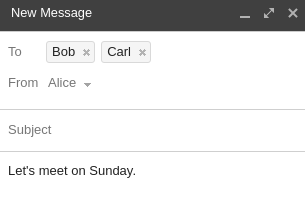 New Message
To Bob Carl
From Alice
Subject
Let's meet on Sunday.